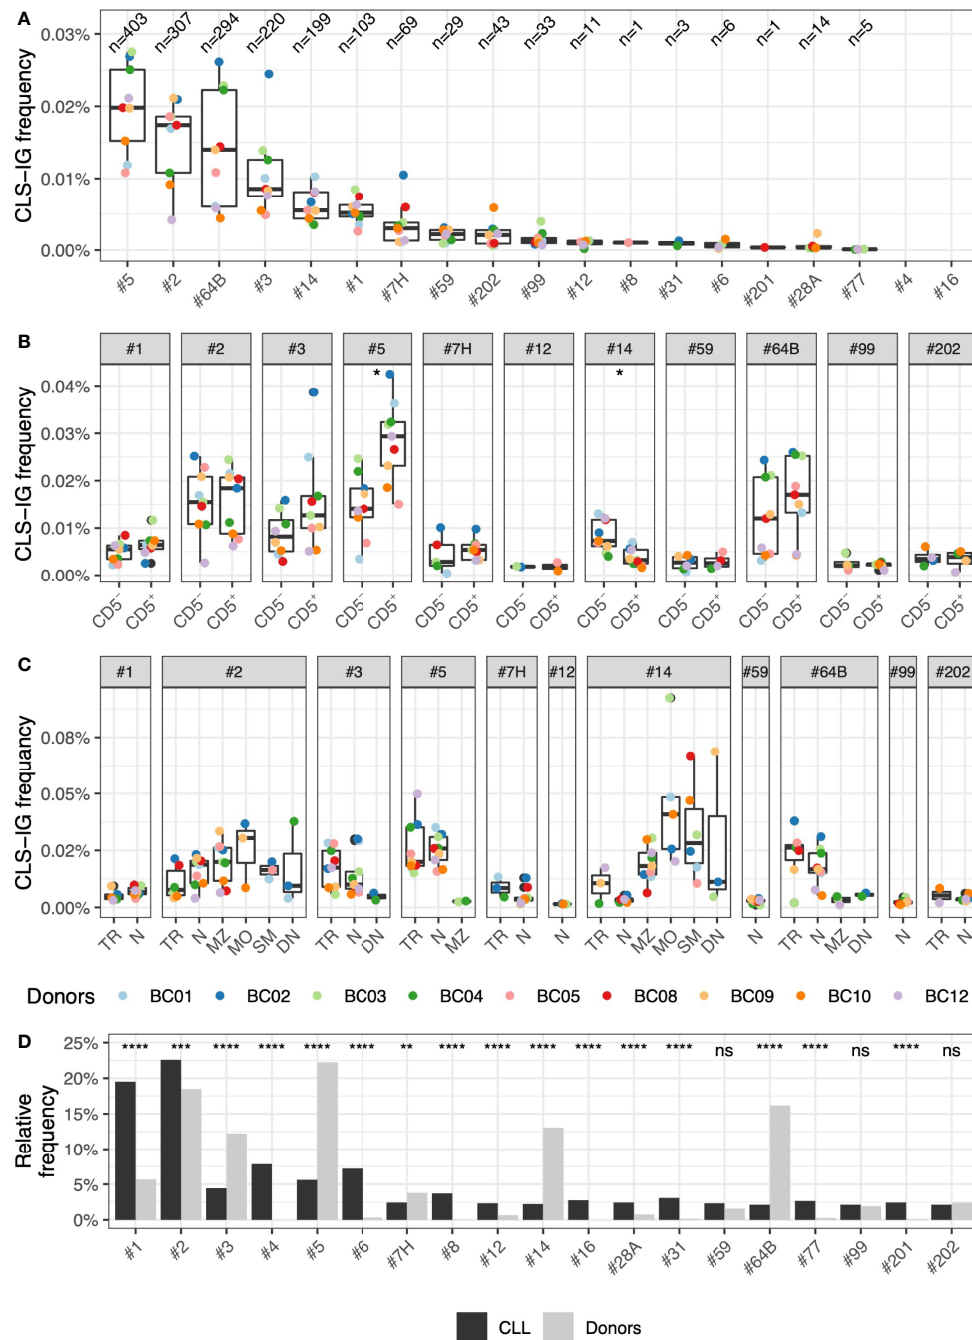 A
n=403 n=307 n=294 n=220 n=199 n=103 n=69 n=29 n=43 n=33 n=11 n=1 n=3 n=6 n=1 n=14 n=5
CLS−IG frequency
0.03%
0.02%
0.01%
0.00%
#5 #2 #64B #3 #14 #1 #7H #59 #202 #99 #12 #8 #31 #6 #201 #28A #77 #4 #16
B
#1 #2 #3 #5 #7H #12 #14 #59 #64B #99 #202
* *
CLS−IG frequency
0.04%
0.03%
0.02%
0.01%
0.00%
CD5⁻ CD5⁺ CD5⁻ CD5⁺ CD5⁻ CD5⁺ CD5⁻ CD5⁺ CD5⁻ CD5⁺ CD5⁻ CD5⁺ CD5⁻ CD5⁺ CD5⁻ CD5⁺ CD5⁻ CD5⁺ CD5⁻ CD5⁺ CD5⁻ CD5⁺
C
#1 #2 #3 #5 #7H #12 #14 #59 #64B #99 #202
CLS−IG frequancy
0.08%
0.05%
0.02%
0.00%
TR N TR N MZ MO SM DN TR N DN TR N MZ TR N N TR N MZ MO SM DN N TR N MZ DN N TR N
Donors BC01 BC02 BC03 BC04 BC05 BC08 BC09 BC10 BC12
D
**** *** **** **** **** **** ** **** **** **** **** **** **** ns **** **** ns **** ns
Relative
frequency
25%
20%
15%
10%
5%
0%
#1 #2 #3 #4 #5 #6 #7H #8 #12 #14 #16 #28A #31 #59 #64B #77 #99 #201 #202
CLL Donors